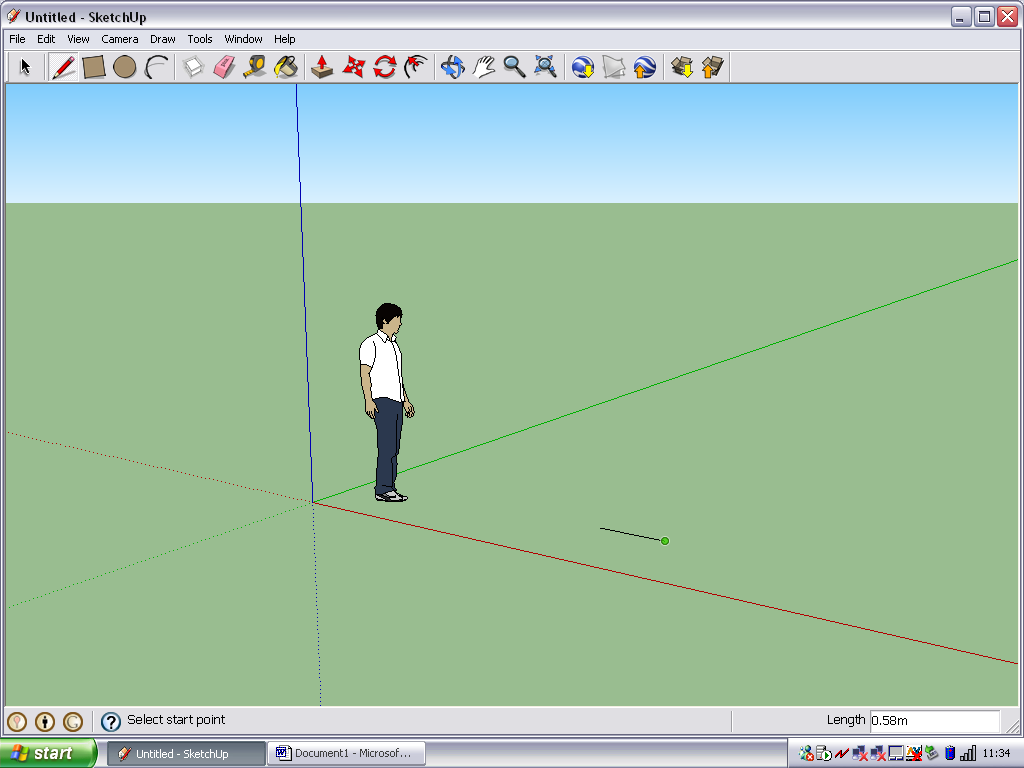 Untitled - SketchUp
File Edit View Camera Draw Tools Window Help
Select start point
Length 0.58m
start Untitled - SketchUp Document1 - Microsof... 11:34